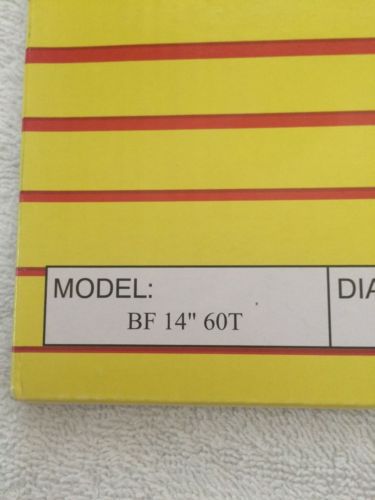 MODEL:
BF 14" 60T
DIA